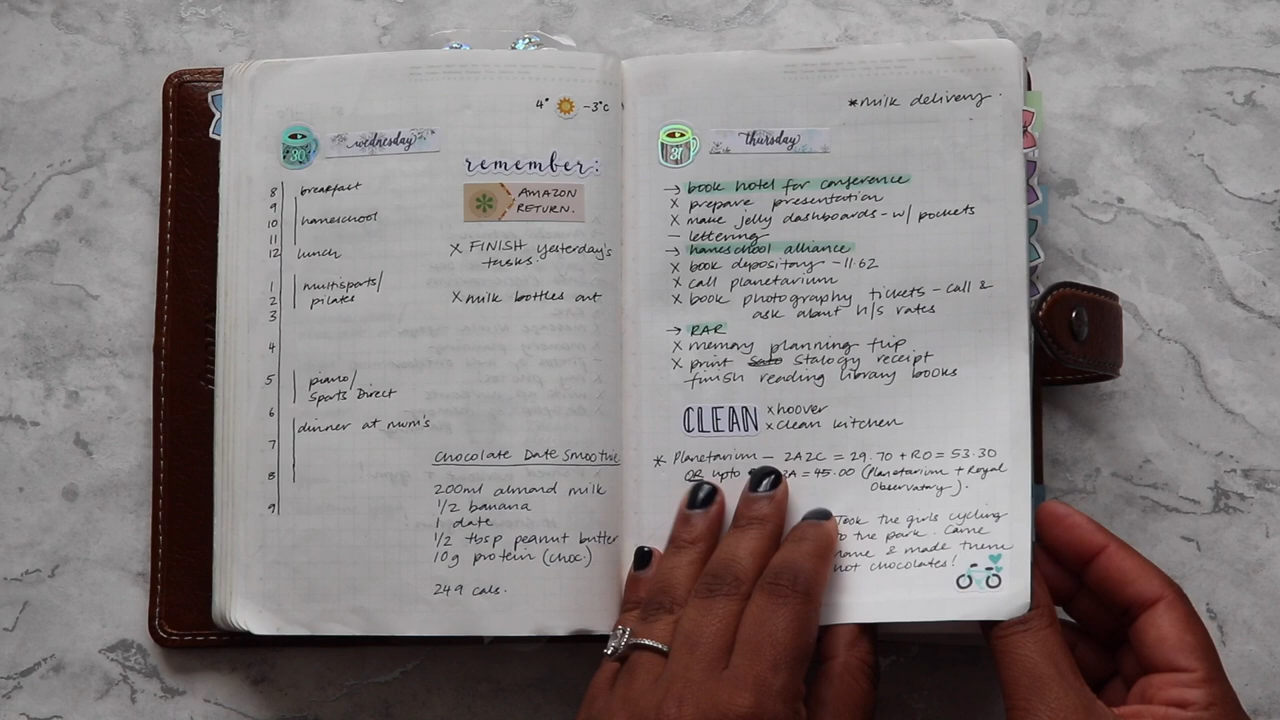 4° -3°c
30 wednesday
remember:
AMAZON
RETURN.
8 breakfast
9
10 homeschool
11
12 lunch
X FINISH yesterday's
tasks.
1 multisports/
2 pilates
X milk bottles out
3
4
5 piano/
Sports Direct
6
dinner at mum's
7
8
9
Chocolate Date Smoothie
200ml almond milk
1/2 banana
1 date
1/2 tbsp peanut butter
10g protein (choc.)
249 cals.
*milk delivery.
31 thursday
→ book hotel for conference
X prepare presentation
X make jelly dashboards - w/ pockets
— lettering
→ homeschool alliance
X book depository - 11.62
X call planetarium
X book photography tickets - call &
ask about H/S rates
→ RAR
X memory planning flip
X print Stalogy receipt
finish reading library books
CLEAN
X hoover
X clean kitchen
* Planetarium — 2A2C = 29.70 + RO = 53.30
OR upto 3A = 45.00 (Planetarium + Royal
Observatory).
Took the girls cycling
to the park. Came
home & made them
hot chocolates!